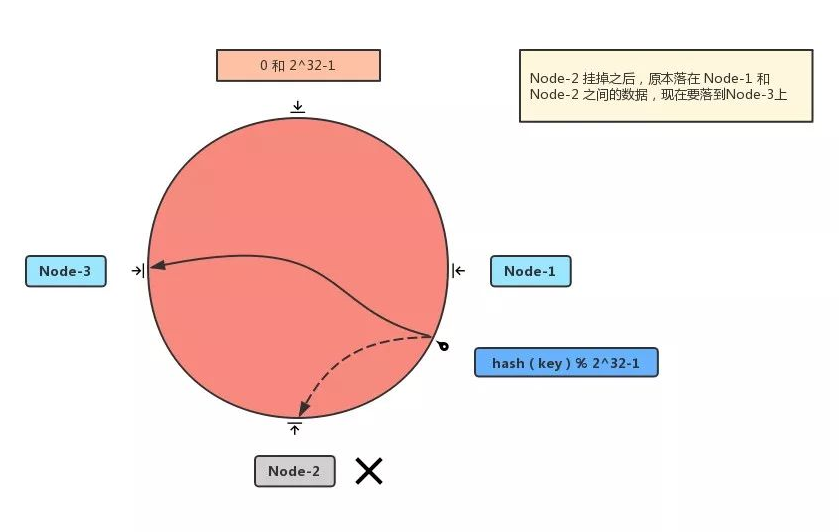 0 和 2^32-1
Node-2 挂掉之后，原本落在 Node-1 和
Node-2 之间的数据，现在要落到Node-3上
Node-3
Node-1
hash ( key ) % 2^32-1
Node-2